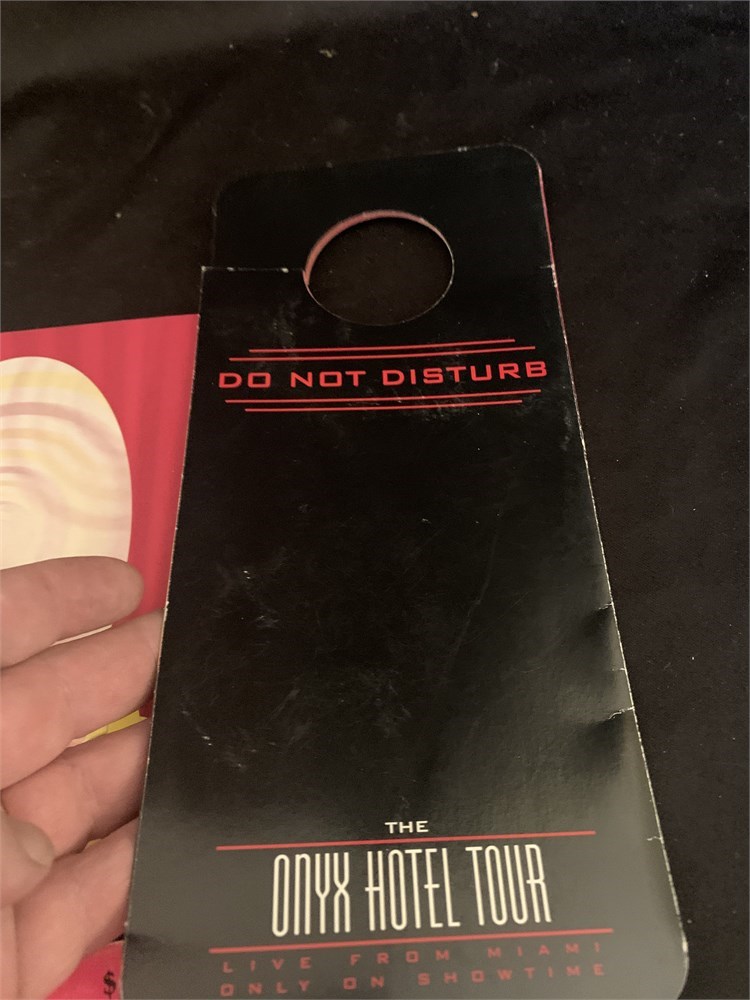 DO NOT DISTURB
THE
ONYX HOTEL TOUR
LIVE FROM MIAMI
ONLY ON SHOWTIME
$